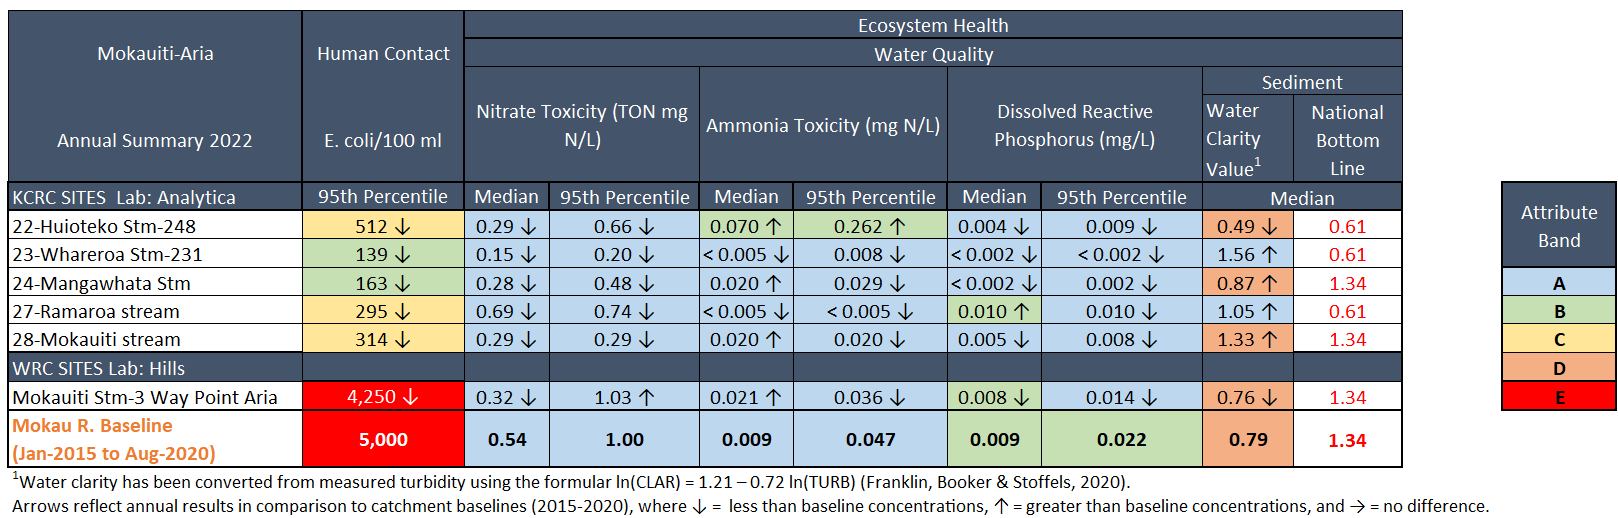 Mokauiti-Aria
Annual Summary 2022
Human Contact
E. coli/100 ml
Ecosystem Health
Water Quality
Nitrate Toxicity (TON mg
N/L)
Ammonia Toxicity (mg N/L)
Dissolved Reactive
Phosphorus (mg/L)
Sediment
Water
Clarity
Value¹
National
Bottom
Line
KCRC SITES Lab: Analytica 95th Percentile Median 95th Percentile Median 95th Percentile Median 95th Percentile Median
22-Huioteko Stm-248 512 ↓ 0.29 ↓ 0.66 ↓ 0.070 ↑ 0.262 ↑ 0.004 ↓ 0.009 ↓ 0.49 ↓ 0.61
23-Whareroa Stm-231 139 ↓ 0.15 ↓ 0.20 ↓ < 0.005 ↓ 0.008 ↓ < 0.002 ↓ < 0.002 ↓ 1.56 ↑ 0.61
24-Mangawhata Stm 163 ↓ 0.28 ↓ 0.48 ↓ 0.020 ↑ 0.029 ↓ < 0.002 ↓ 0.002 ↓ 0.87 ↑ 1.34
27-Ramaroa stream 295 ↓ 0.69 ↓ 0.74 ↓ < 0.005 ↓ < 0.005 ↓ 0.010 ↑ 0.010 ↓ 1.05 ↑ 0.61
28-Mokauiti stream 314 ↓ 0.29 ↓ 0.29 ↓ 0.020 ↑ 0.020 ↓ 0.005 ↓ 0.008 ↓ 1.33 ↑ 1.34
WRC SITES Lab: Hills
Mokauiti Stm-3 Way Point Aria 4,250 ↓ 0.32 ↓ 1.03 ↑ 0.021 ↑ 0.036 ↓ 0.008 ↓ 0.014 ↓ 0.76 ↓ 1.34
Mokau R. Baseline
(Jan-2015 to Aug-2020) 5,000 0.54 1.00 0.009 0.047 0.009 0.022 0.79 1.34
Attribute
Band
A
B
C
D
E
¹Water clarity has been converted from measured turbidity using the formular ln(CLAR) = 1.21 – 0.72 ln(TURB) (Franklin, Booker & Stoffels, 2020).
Arrows reflect annual results in comparison to catchment baselines (2015-2020), where ↓ = less than baseline concentrations, ↑ = greater than baseline concentrations, and → = no difference.